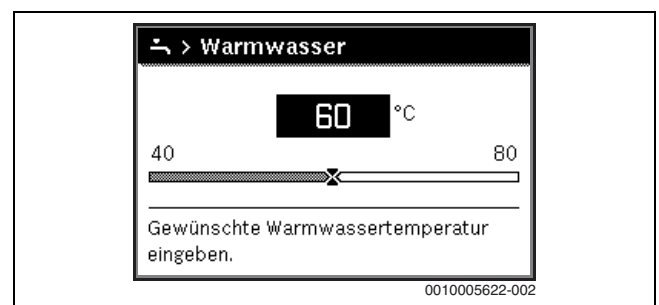 > Warmwasser
60 °C
40 80
Gewünschte Warmwassertemperatur
eingeben.
0010005622-002